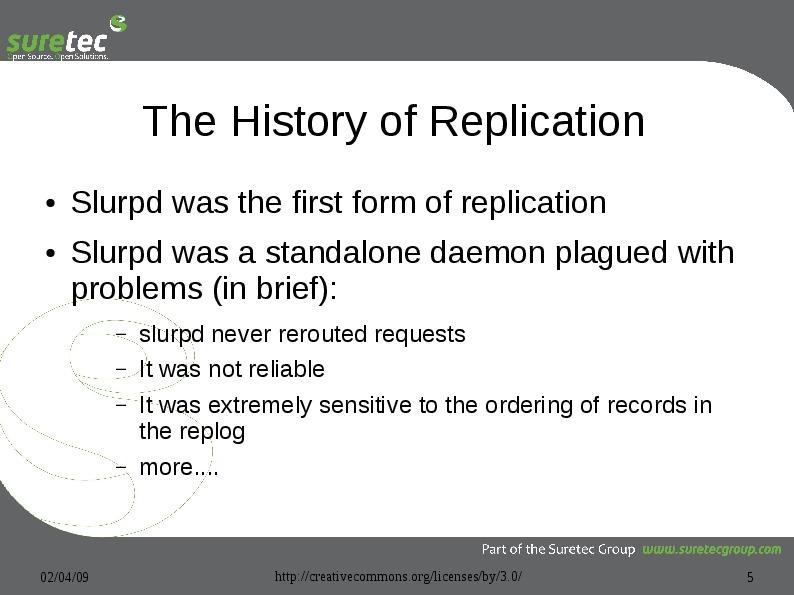 suretec
Open Source. Open Solutions.
The History of Replication
• Slurpd was the first form of replication
• Slurpd was a standalone daemon plagued with
problems (in brief):
– slurpd never rerouted requests
– It was not reliable
– It was extremely sensitive to the ordering of records in
the replog
– more....
Part of the Suretec Group www.suretecgroup.com
02/04/09 http://creativecommons.org/licenses/by/3.0/ 5